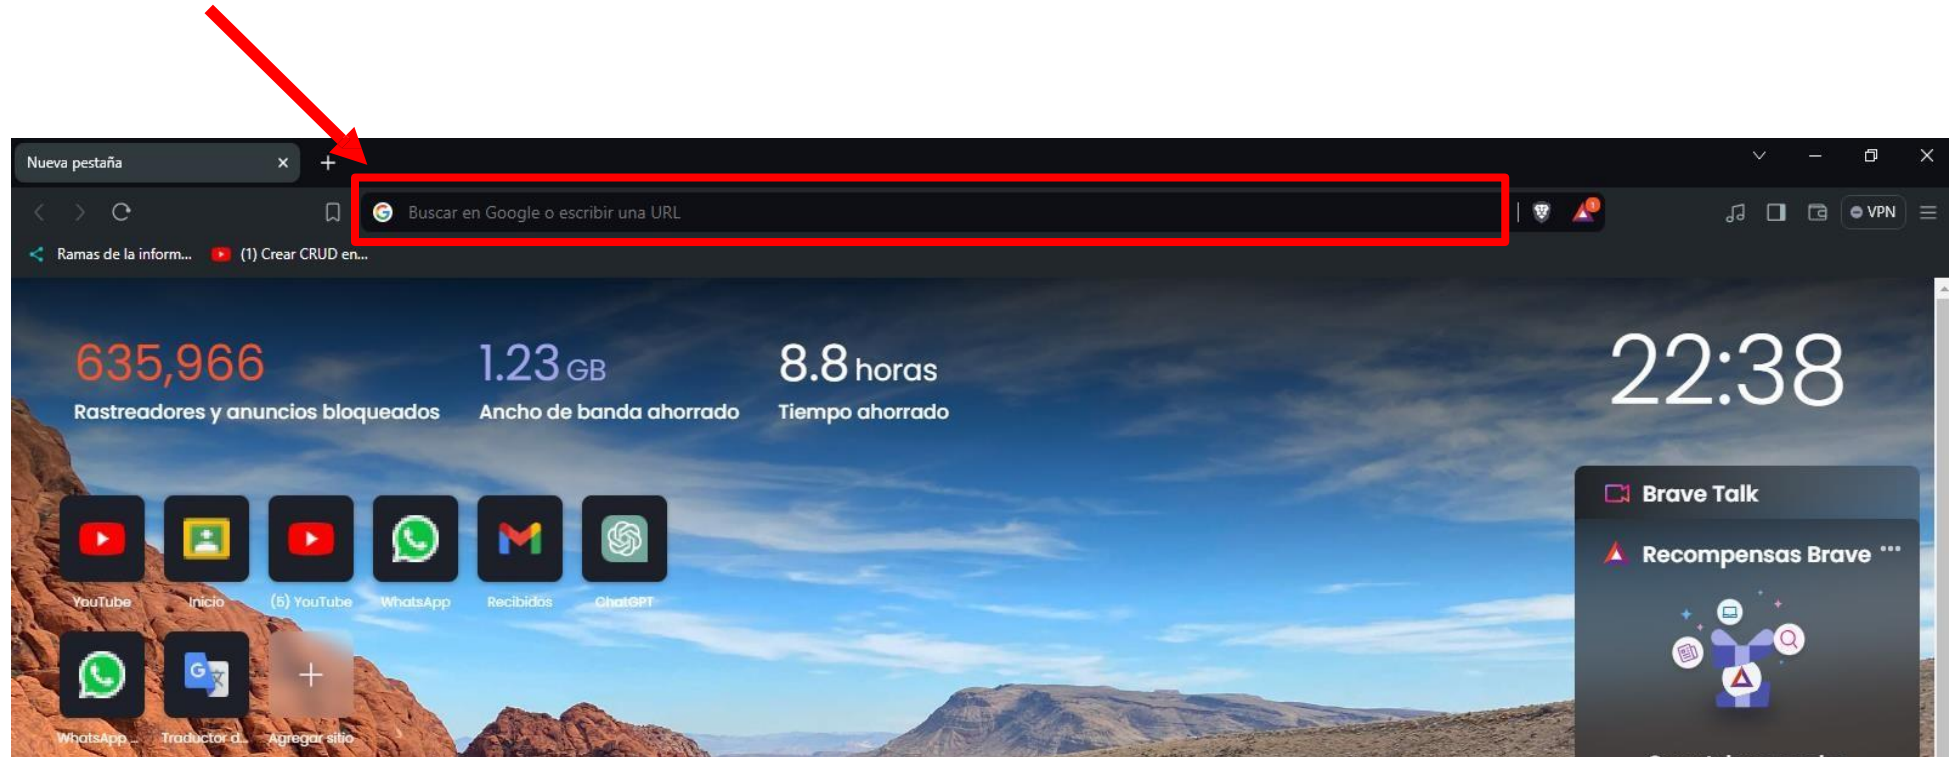 Nueva pestaña
Buscar en Google o escribir una URL
1
VPN
Ramas de la inform...
(1) Crear CRUD en...
635,966
Rastreadores y anuncios bloqueados
1.23 GB
Ancho de banda ahorrado
8.8 horas
Tiempo ahorrado
22:38
Brave Talk
Recompensas Brave
YouTube
Inicio
(5) YouTube
WhatsApp
Recibidos
ChatGPT
WhatsApp ...
Traductor d...
Agregar sitio